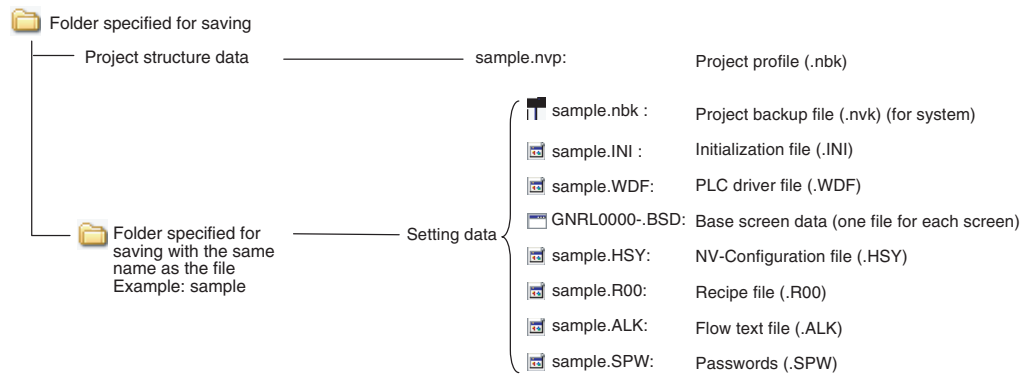 Folder specified for saving
Project structure data sample.nvp: Project profile (.nbk)
sample.nbk : Project backup file (.nvk) (for system)
sample.INI : Initialization file (.INI)
sample.WDF: PLC driver file (.WDF)
GNRL0000-.BSD: Base screen data (one file for each screen)
Folder specified for
saving with the same
name as the file
Example: sample
Setting data
sample.HSY: NV-Configuration file (.HSY)
sample.R00: Recipe file (.R00)
sample.ALK: Flow text file (.ALK)
sample.SPW: Passwords (.SPW)